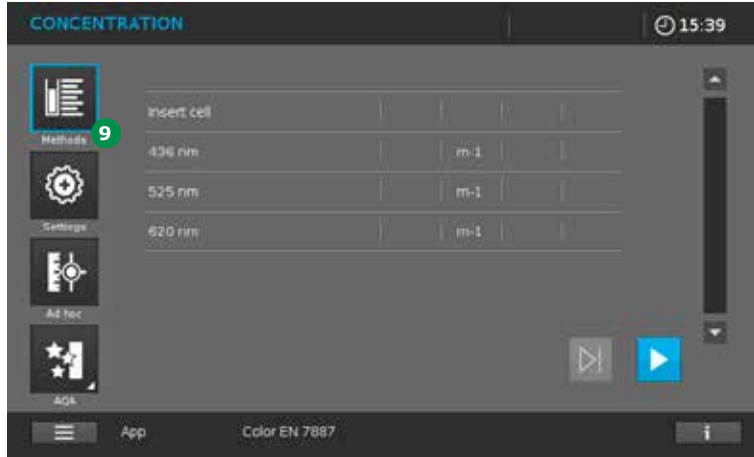 CONCENTRATION 15:39
Methods
9
Settings
Ad hoc
AQA
Insert cell
436 nm m-1
525 nm m-1
620 nm m-1
App Color EN 7887
i